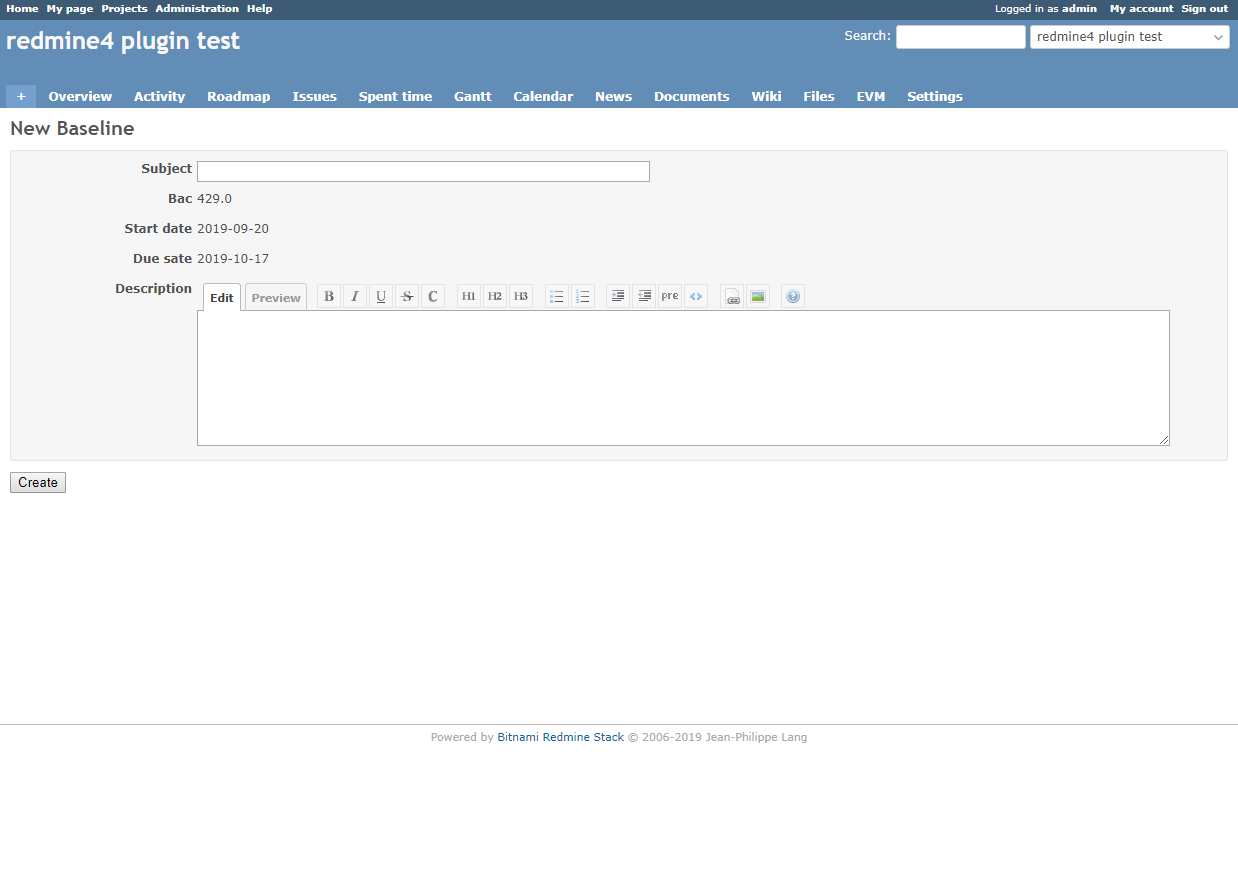 Home My page Projects Administration Help Logged in as admin My account Sign out
redmine4 plugin test Search: redmine4 plugin test
+ Overview Activity Roadmap Issues Spent time Gantt Calendar News Documents Wiki Files EVM Settings
New Baseline
Subject
Bac 429.0
Start date 2019-09-20
Due sate 2019-10-17
Description Edit Preview B I U S C H1 H2 H3 pre <> ?
Create
Powered by Bitnami Redmine Stack © 2006-2019 Jean-Philippe Lang